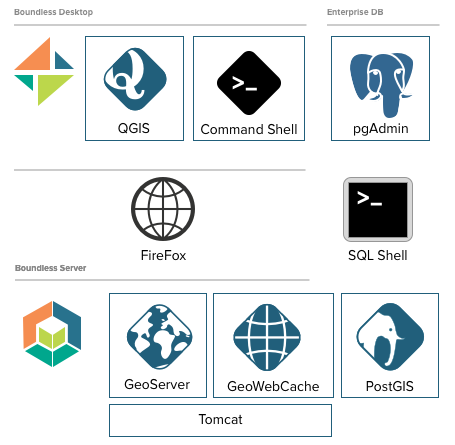 Boundless Desktop
Enterprise DB
QGIS
Command Shell
pgAdmin
FireFox
SQL Shell
Boundless Server
GeoServer
GeoWebCache
PostGIS
Tomcat